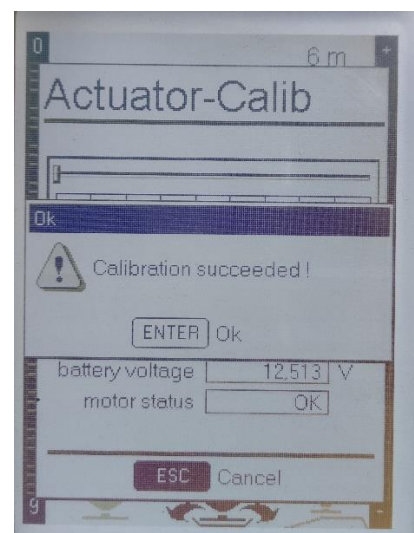 0
6 m +
Actuator-Calib
Ok
Calibration succeeded !
ENTER Ok
battery voltage 12,513 V
motor status OK
ESC Cancel
9 -